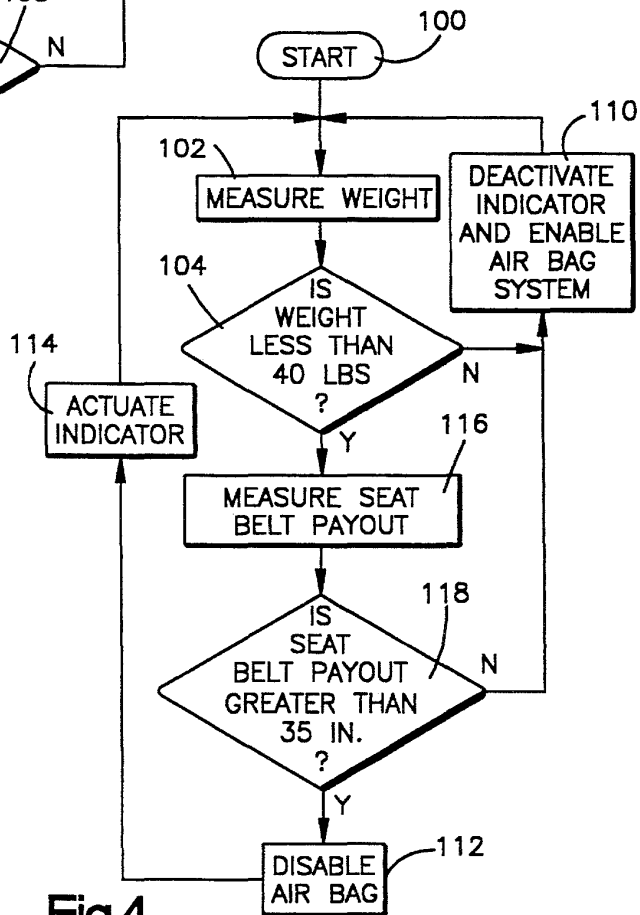 N
START
100
102
MEASURE WEIGHT
110
DEACTIVATE
INDICATOR
AND ENABLE
AIR BAG
SYSTEM
104
IS
WEIGHT
LESS THAN
40 LBS
?
N
Y
114
ACTUATE
INDICATOR
116
MEASURE SEAT
BELT PAYOUT
118
IS
SEAT
BELT PAYOUT
GREATER THAN
35 IN.
?
N
Y
112
DISABLE
AIR BAG
Fig.4